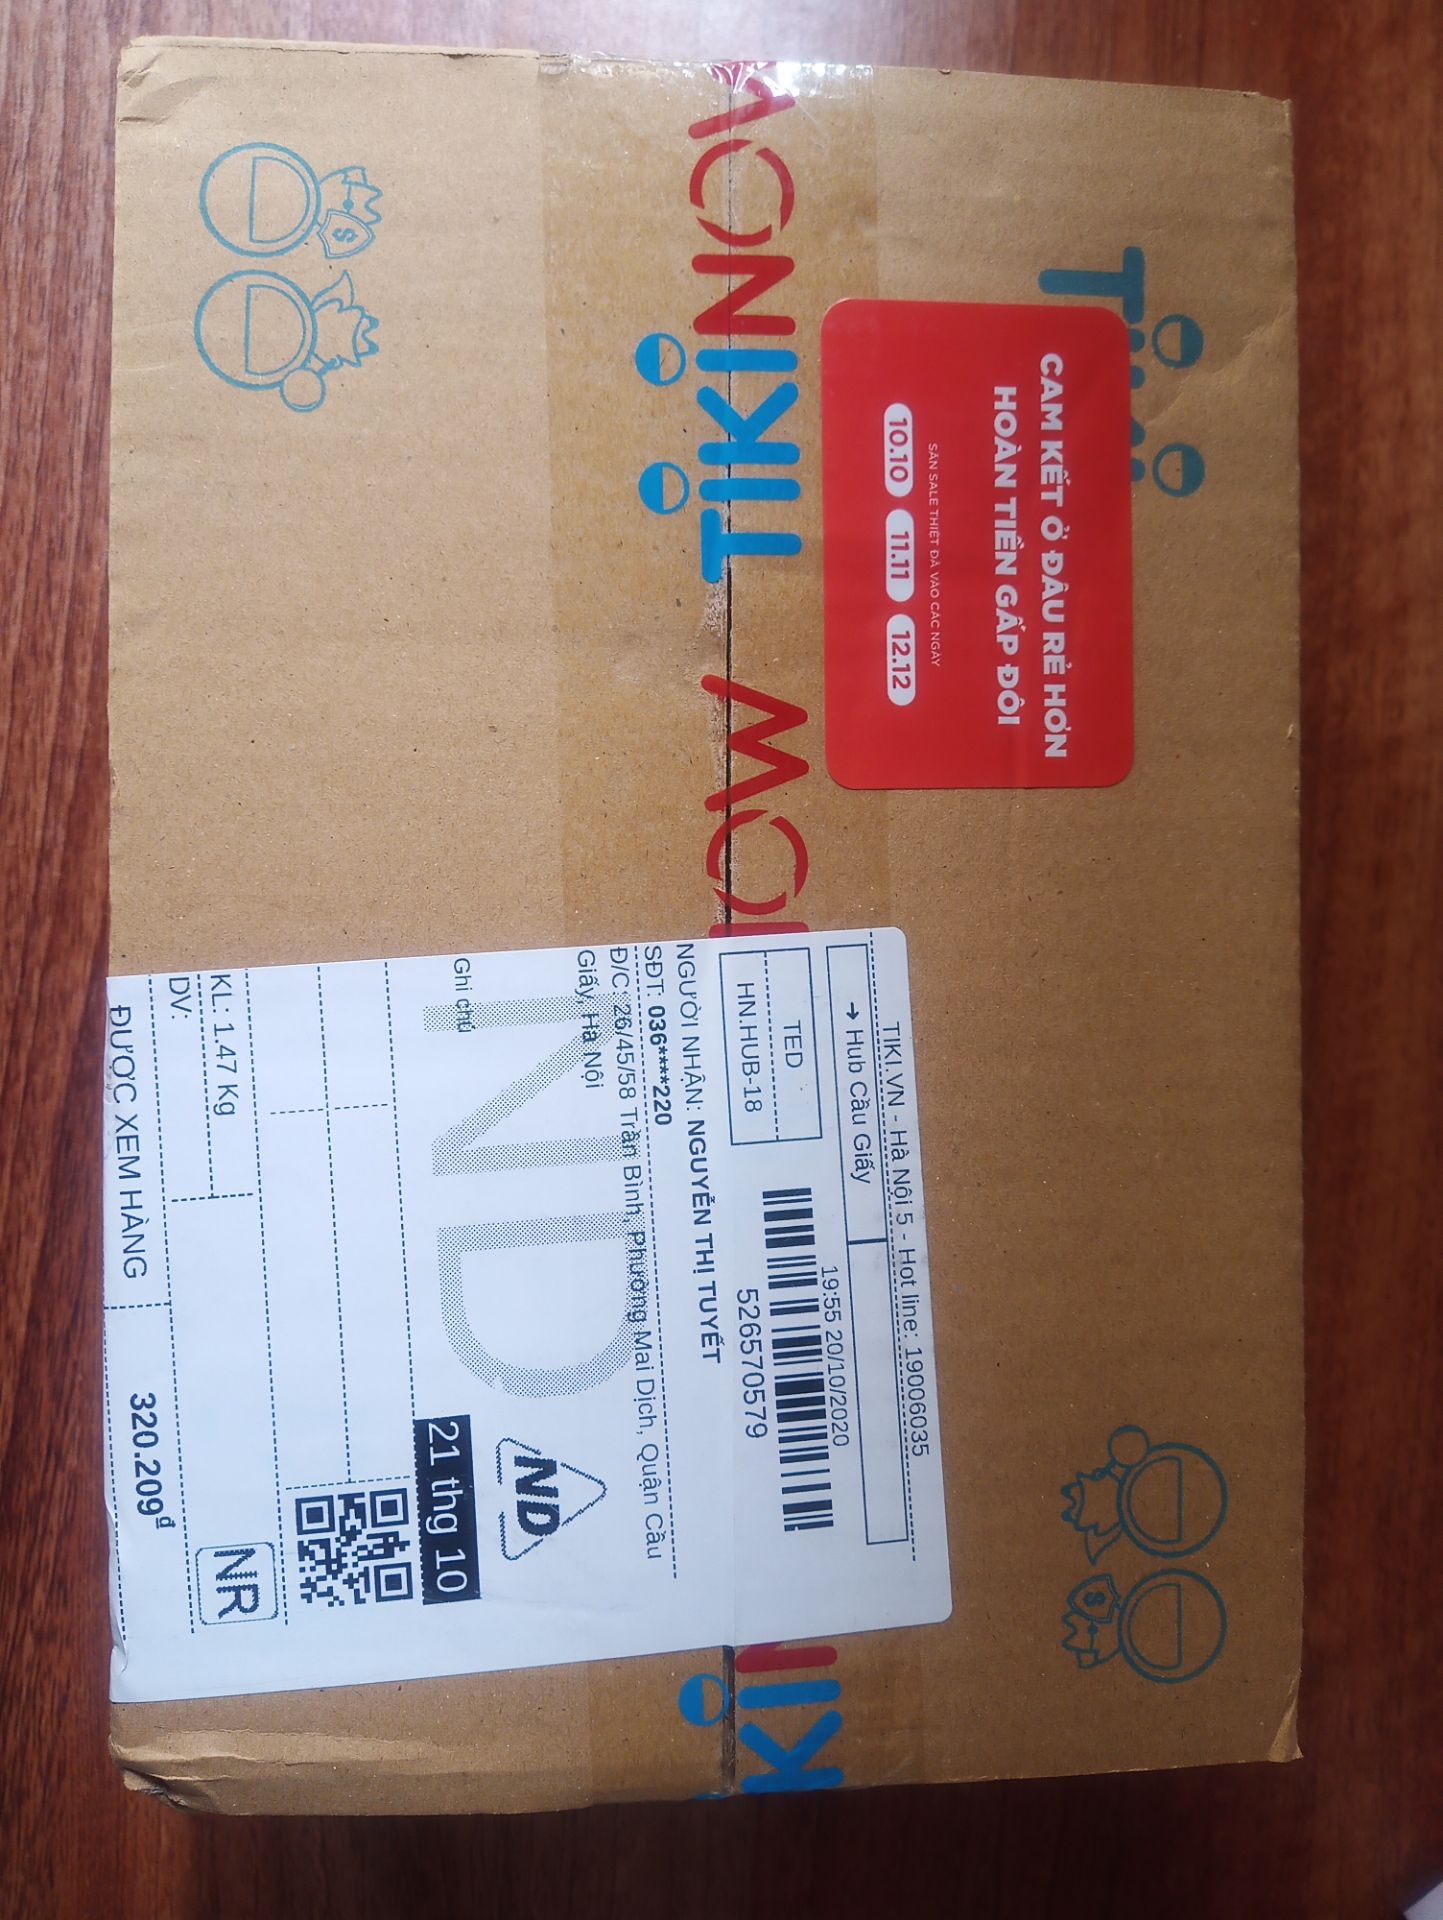 TIKI
CAM KẾT Ở ĐÂU RẺ HƠN
HOÀN TIỀN GẤP ĐÔI
SĂN SALE THIỆT ĐÃ VÀO CÁC NGÀY
10.10 11.11 12.12
TIKI
TIKI.VN - Hà Nội 5 - Hot line: 19006035
→ Hub Cầu Giấy
19:55 20/10/2020
TED
HN.HUB-18
526570579
NGƯỜI NHẬN: NGUYỄN THỊ TUYẾT
SĐT: 036****220
Đ/C: 26/45/58 Trần Bình, Phường Mai Dịch, Quận Cầu
Giấy, Hà Nội
ND
ND
Ghi chú
21 thg 10
KL: 1.47 Kg
DV:
NR
ĐƯỢC XEM HÀNG
320.209đ